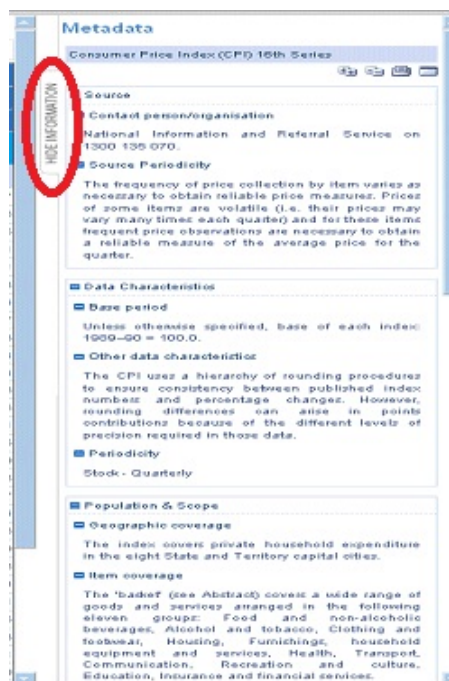 Metadata
Consumer Price Index (CPI) 16th Series
HIDE INFORMATION
Source
Contact person/organisation
National Information and Referral Service on
1300 135 070.
Source Periodicity
The frequency of price collection by item varies as
necessary to obtain reliable price measures. Prices
of some items are volatile (i.e. their prices may
vary many times each quarter) and for these items
frequent price observations are necessary to obtain
a reliable measure of the average price for the
quarter.
Data Characteristics
Base period
Unless otherwise specified, base of each index:
1989–90 = 100.0.
Other data characteristics
The CPI uses a hierarchy of rounding procedures
to ensure consistency between published index
numbers and percentage changes. However,
rounding differences can arise in points
contributions because of the different levels of
precision required in those data.
Periodicity
Stock - Quarterly
Population & Scope
Geographic coverage
The index covers private household expenditure
in the eight State and Territory capital cities.
Item coverage
The 'basket' (see Abstract) covers a wide range of
goods and services arranged in the following
eleven groups: Food and non-alcoholic
beverages, Alcohol and tobacco, Clothing and
footwear, Housing, Furnishings, household
equipment and services, Health, Transport,
Communication, Recreation and culture,
Education, Insurance and financial services.